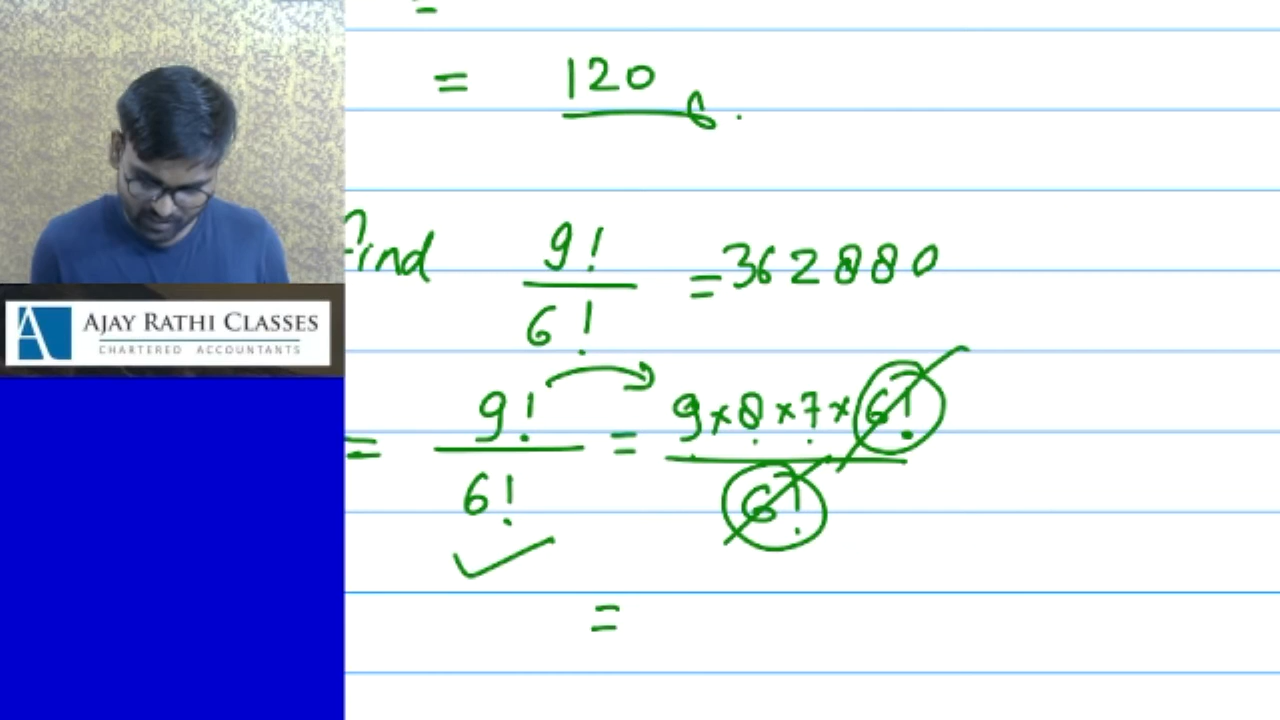 =
= 120
Find 9!/6! = 362880
= 9!/6! = 9×8×7×6!/6!
=
AJAY RATHI CLASSES
CHARTERED ACCOUNTANTS